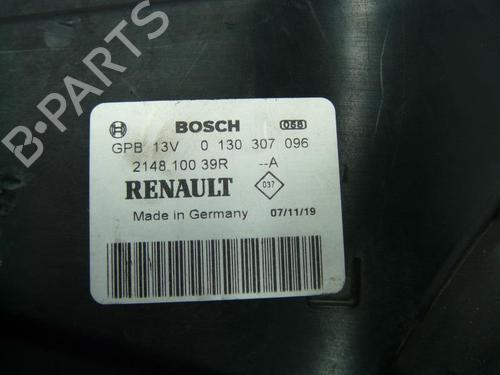 BOSCH 058
GPB 13V 0 130 307 096
2148 100 39R --A
RENAULT 037
Made in Germany 07/11/19
B-PARTS